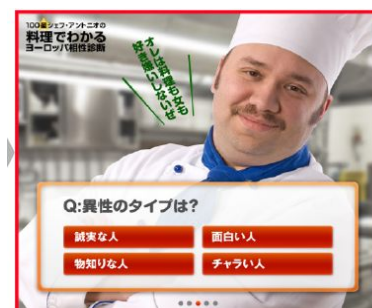 100歳シェフ・アントニオの
料理でわかる
ヨーロッパ相性診断
オレは料理も女も
好き嫌いしないぜ
Q:異性のタイプは?
誠実な人
面白い人
物知りな人
チャラい人